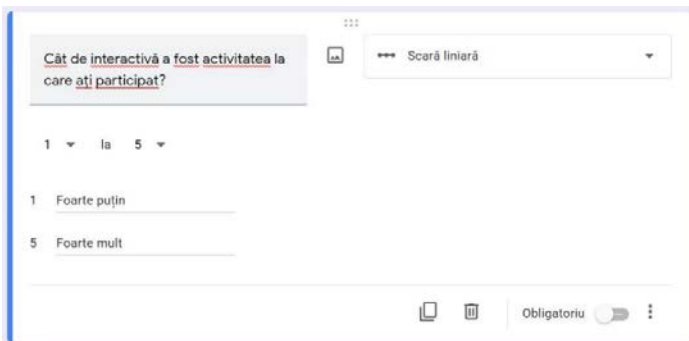 Cât de interactivă a fost activitatea la
care ați participat?
Scară liniară
1 la 5
1 Foarte puțin
5 Foarte mult
Obligatoriu